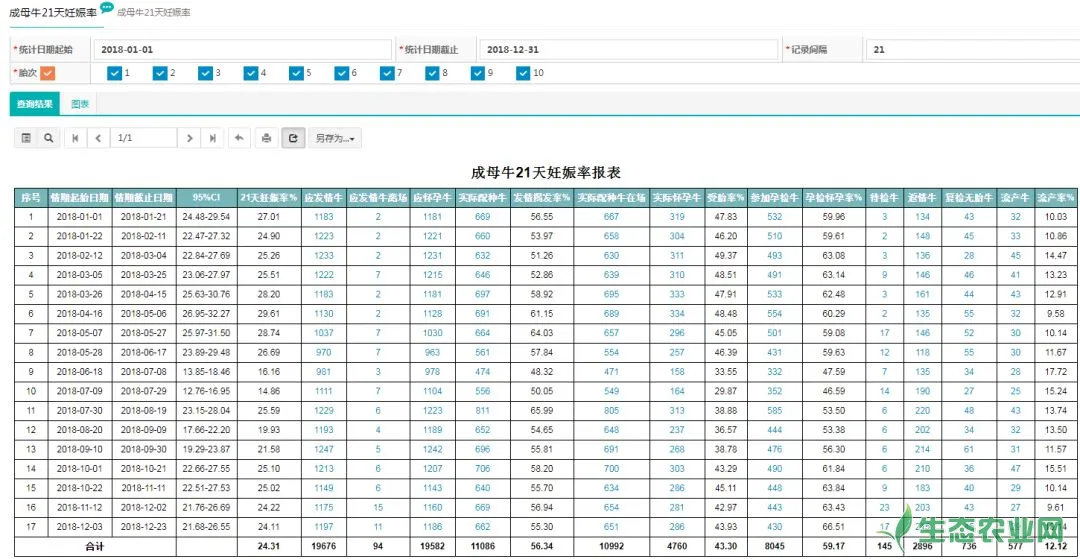 成母牛21天妊娠率 成母牛21天妊娠率
*统计日期起始 2018-01-01 *统计日期截止 2018-12-31 *记录间隔 21
*胎次 1 2 3 4 5 6 7 8 9 10
查询结果 图表
1/1 另存为...
成母牛21天妊娠率报表
序号 情期起始日期 情期截止日期 95%CI 21天妊娠率% 应发情牛 应发情牛离场 应怀孕牛 实际配种牛 发情揭发率% 实际配种牛在场 实际怀孕牛 受胎率% 参加孕检牛 孕检怀孕率% 待检牛 返情牛 复检无胎牛 流产牛 流产率%
1 2018-01-01 2018-01-21 24.48-29.54 27.01 1183 2 1181 669 56.55 667 319 47.83 532 59.96 3 134 43 32 10.03
2 2018-01-22 2018-02-11 22.47-27.32 24.90 1223 2 1221 660 53.97 658 304 46.20 510 59.61 2 148 45 33 10.86
3 2018-02-12 2018-03-04 22.84-27.69 25.26 1233 2 1231 632 51.26 630 311 49.37 493 63.08 3 136 28 45 14.47
4 2018-03-05 2018-03-25 23.06-27.97 25.51 1222 7 1215 646 52.86 639 310 48.51 491 63.14 9 146 46 41 13.23
5 2018-03-26 2018-04-15 25.63-30.76 28.20 1183 2 1181 697 58.92 695 333 47.91 533 62.48 3 161 44 43 12.91
6 2018-04-16 2018-05-06 26.95-32.27 29.61 1130 2 1128 691 61.15 689 334 48.48 554 60.29 2 135 55 32 9.58
7 2018-05-07 2018-05-27 25.97-31.50 28.74 1037 7 1030 664 64.03 657 296 45.05 501 59.08 17 146 52 30 10.14
8 2018-05-28 2018-06-17 23.89-29.48 26.69 970 7 963 561 57.84 554 257 46.39 431 59.63 12 118 55 30 11.67
9 2018-06-18 2018-07-08 13.85-18.46 16.16 981 3 978 474 48.32 471 158 33.55 332 47.59 7 135 34 28 17.72
10 2018-07-09 2018-07-29 12.76-16.95 14.86 1111 7 1104 556 50.05 549 164 29.87 352 46.59 14 190 27 25 15.24
11 2018-07-30 2018-08-19 23.15-28.04 25.59 1229 6 1223 811 65.99 805 313 38.88 585 53.50 6 220 48 43 13.74
12 2018-08-20 2018-09-09 17.66-22.20 19.93 1193 4 1189 652 54.65 648 237 36.57 444 53.38 6 202 34 32 13.50
13 2018-09-10 2018-09-30 19.29-23.87 21.58 1247 5 1242 696 55.81 691 268 38.78 476 56.30 6 214 61 31 11.57
14 2018-10-01 2018-10-21 22.66-27.55 25.10 1213 6 1207 706 58.20 700 303 43.29 490 61.84 6 210 36 47 15.51
15 2018-10-22 2018-11-11 22.51-27.53 25.02 1149 6 1143 640 55.70 634 286 45.11 448 63.84 9 183 40 29 10.14
16 2018-11-12 2018-12-02 21.76-26.69 24.22 1175 15 1160 669 56.94 654 281 42.97 443 63.43 23 203 43 27 9.61
17 2018-12-03 2018-12-23 21.68-26.55 24.11 1197 11 1186 662 55.30 651 286 43.93 430 66.51 17
合计 24.31 19676 94 19582 11086 56.34 10992 4760 43.30 8045 59.17 145 2896 736 577 12.12
生态农业网